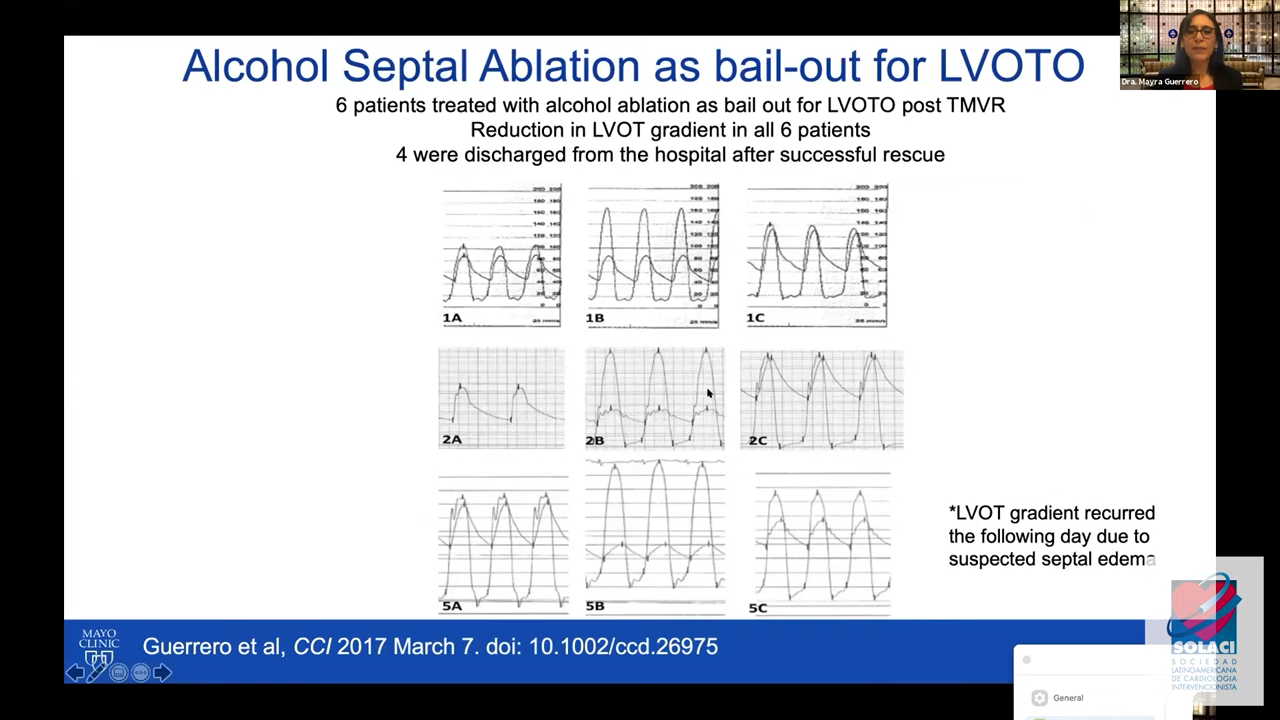 Alcohol Septal Ablation as bail-out for LVOTO
6 patients treated with alcohol ablation as bail out for LVOTO post TMVR
Reduction in LVOT gradient in all 6 patients
4 were discharged from the hospital after successful rescue
Dra. Mayra Guerrero
1A
1B
1C
2A
2B
2C
5A
5B
5C
*LVOT gradient recurred
the following day due to
suspected septal edema
MAYO
CLINIC
Guerrero et al, CCI 2017 March 7. doi: 10.1002/ccd.26975
SOLACI
SOCIEDAD
LATINOAMERICANA
DE CARDIOLOGIA
INTERVENCIONISTA
General